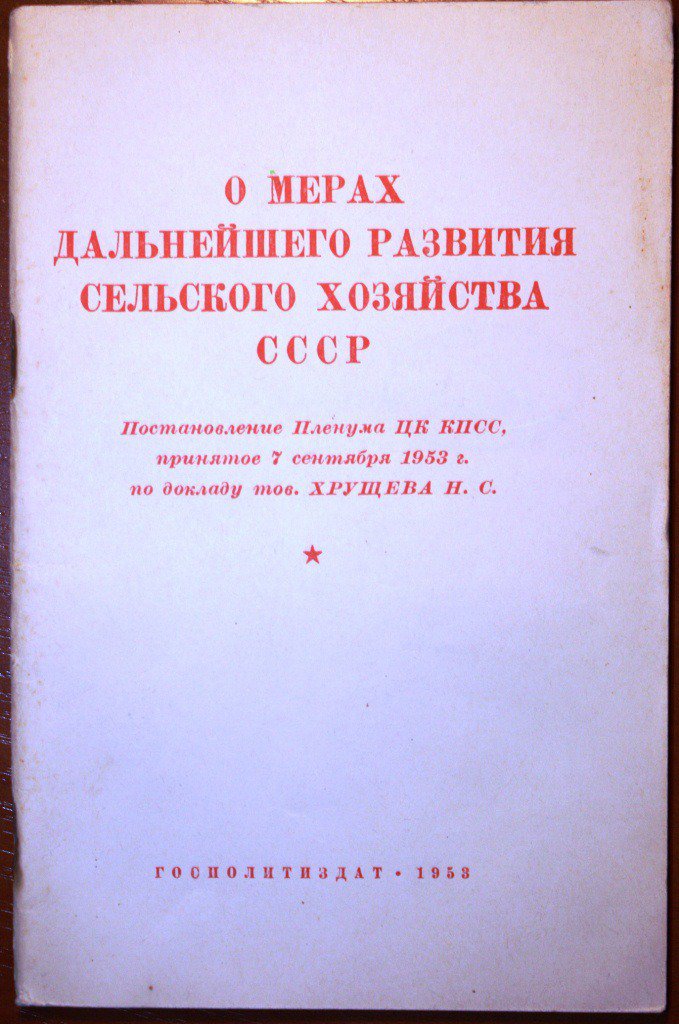 О МЕРАХ
ДАЛЬНЕЙШЕГО РАЗВИТИЯ
СЕЛЬСКОГО ХОЗЯЙСТВА
СССР
Постановление Пленума ЦК КПСС,
принятое 7 сентября 1953 г.
по докладу тов. ХРУЩЕВА Н. С.
★
ГОСПОЛИТИЗДАТ • 1953